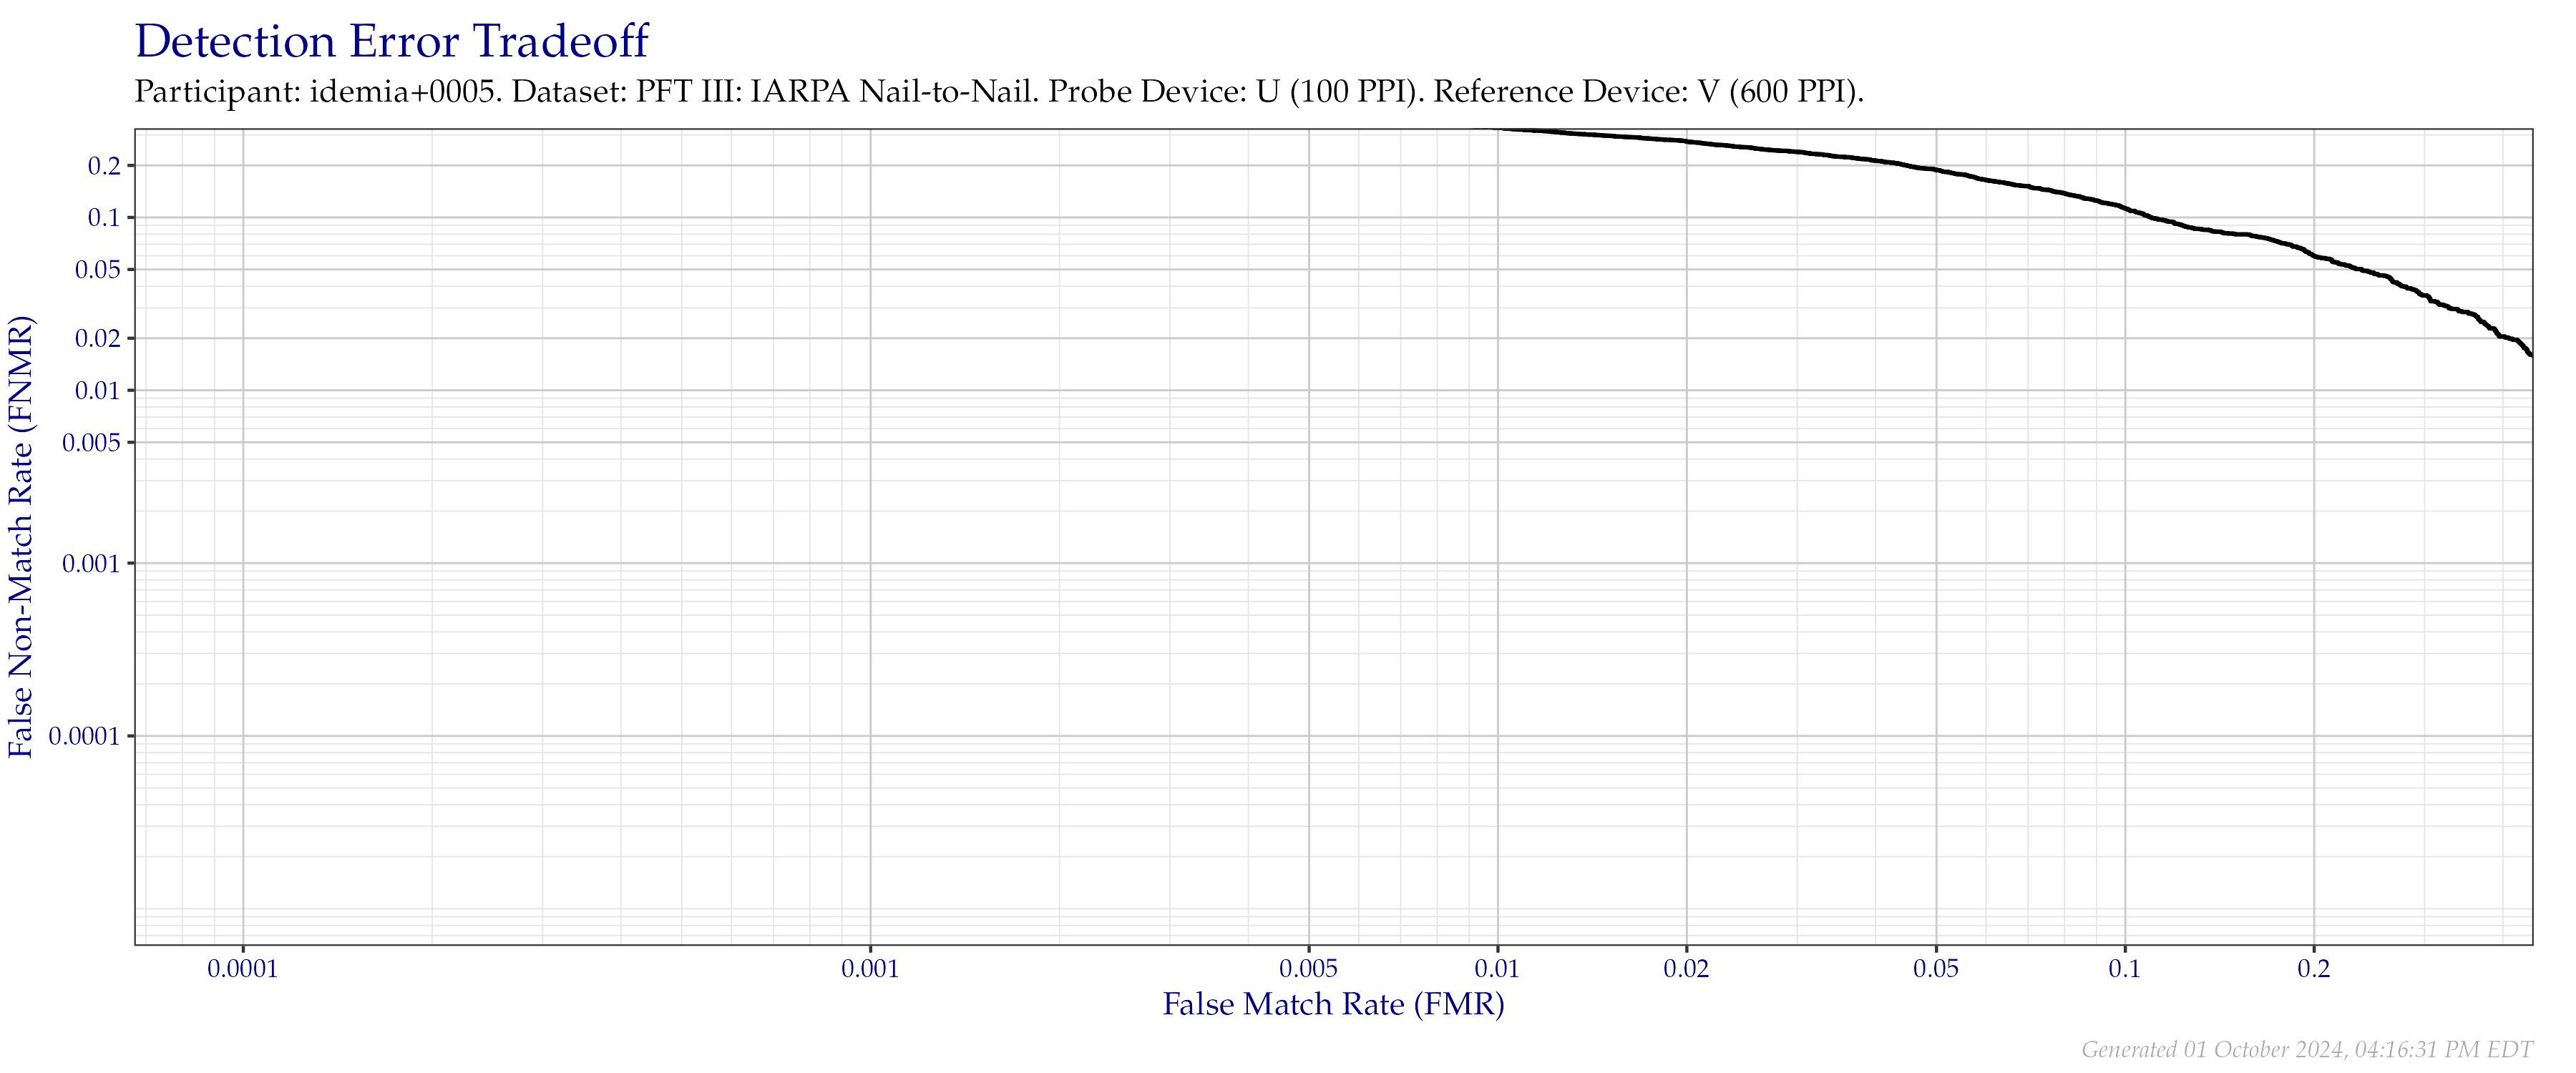 Detection Error Tradeoff
Participant: idemia+0005. Dataset: PFT III: IARPA Nail-to-Nail. Probe Device: U (100 PPI). Reference Device: V (600 PPI).
False Non-Match Rate (FNMR)
0.2
0.1
0.05
0.02
0.01
0.005
0.001
0.0001
0.0001 0.001 0.005 0.01 0.02 0.05 0.1 0.2
False Match Rate (FMR)
Generated 01 October 2024, 04:16:31 PM EDT